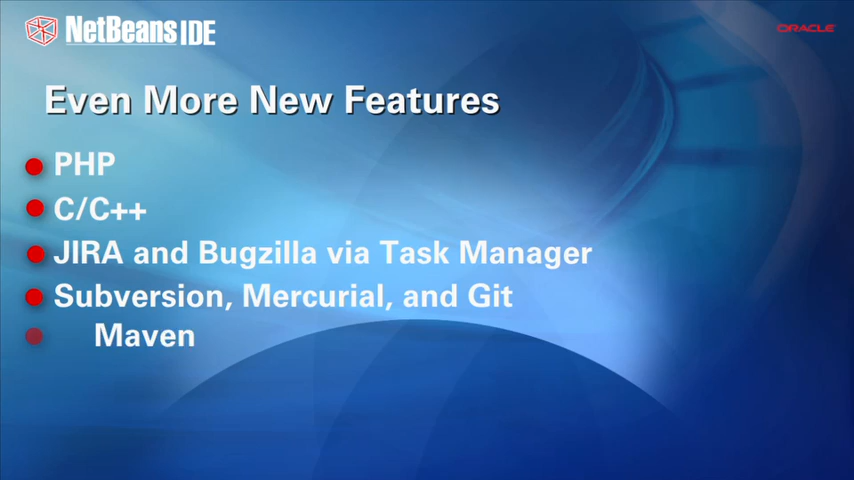 NetBeans IDE
ORACLE
Even More New Features
PHP
C/C++
JIRA and Bugzilla via Task Manager
Subversion, Mercurial, and Git
Maven